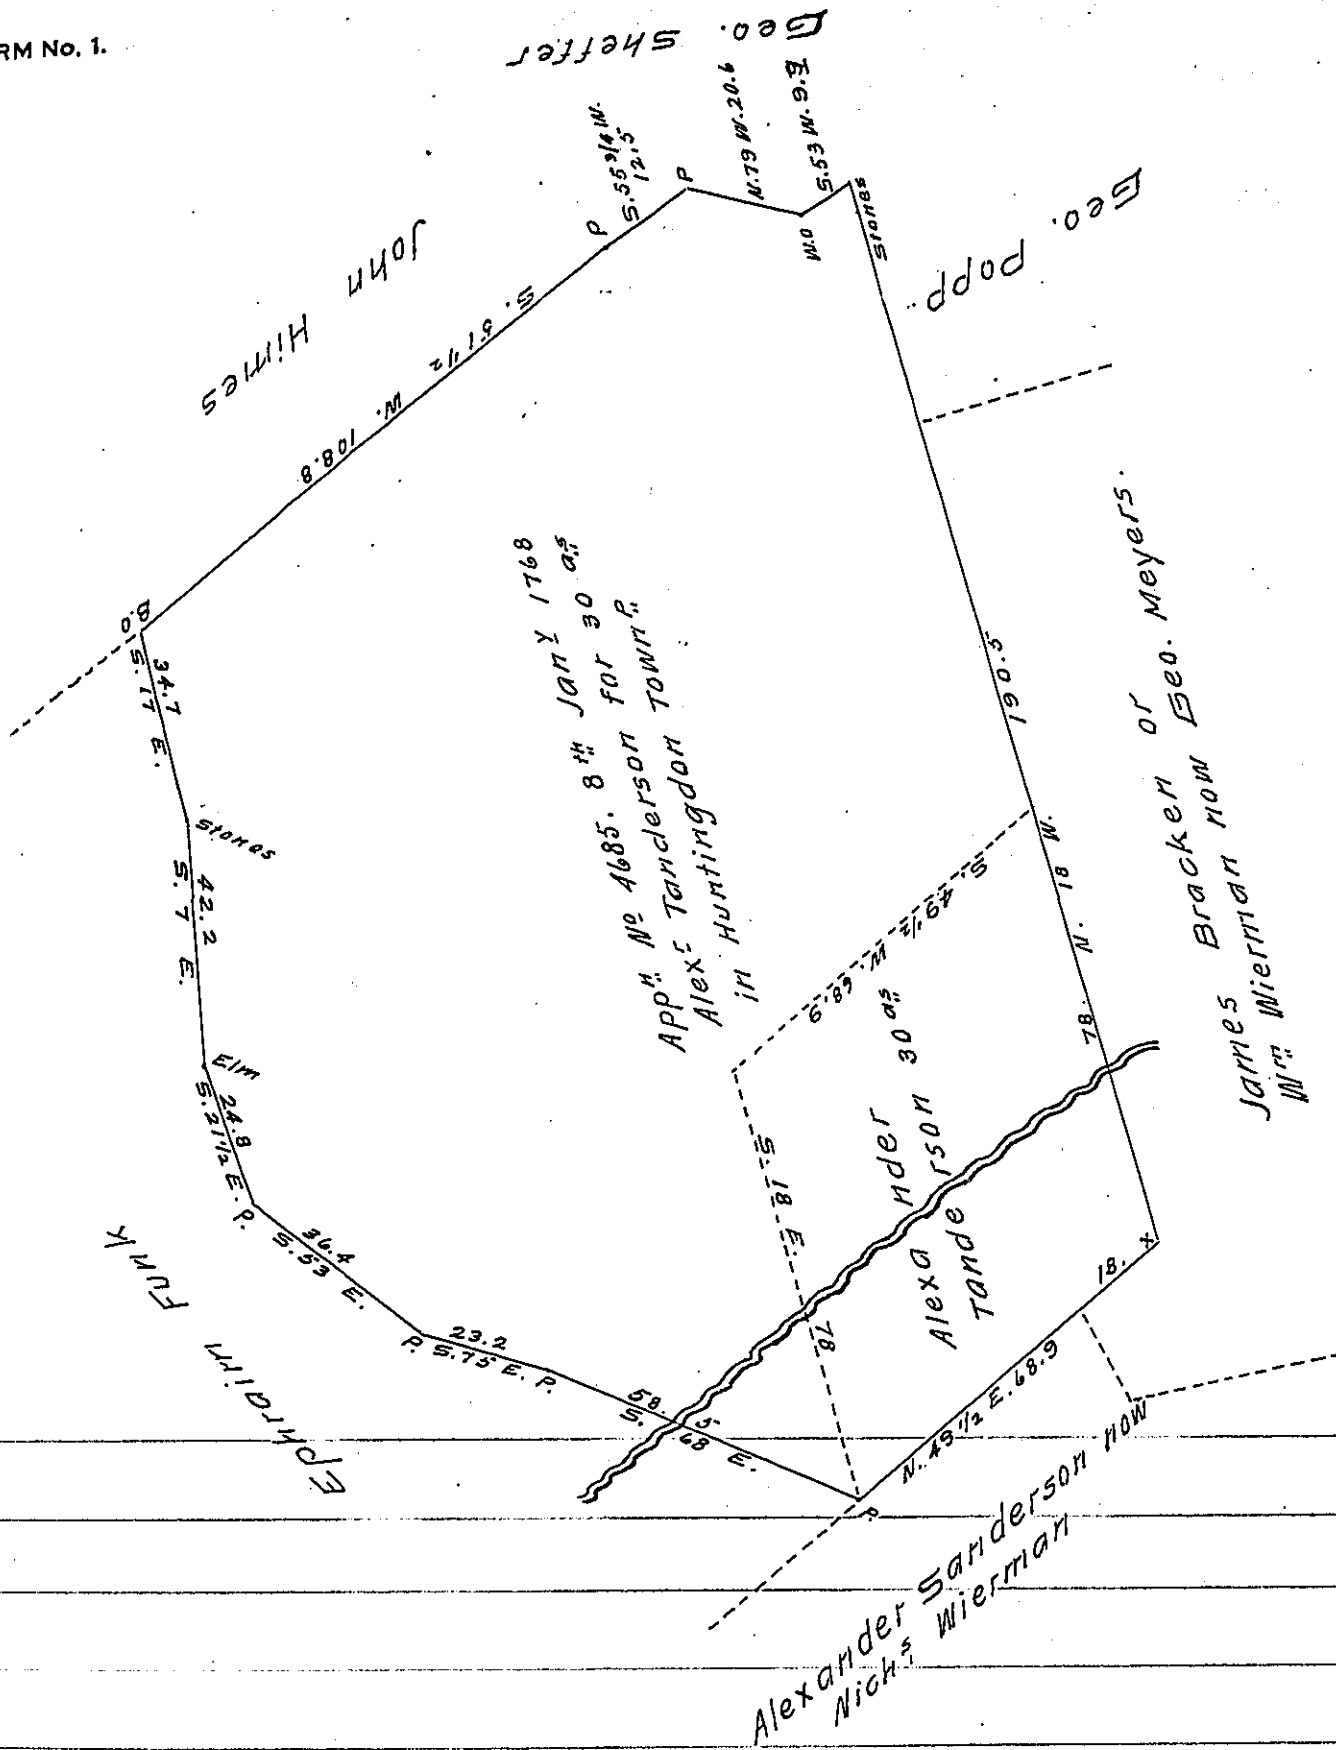 RM No. 1.
Geo. Sheffer
S. 55 3/4 W.
12.5
P
P
N. 79 W. 20.6
S. 53 W. 9.
W.O
Stones
Geo. Popp.
John Himes
S. 51 1/2 W. 108.8
B.O
34.7
S. 17 E.
Stones
42.2
S. 7 E.
Elm
24.8
S. 21 1/2 E. P.
36.4
S. 53 E.
P.
23.2
S. 75 E. P.
58.5
S. 68 E.
P.
Ephraim Funk
App.n No 4685. 8th Jany 1768
Alexr Tanderson for 30 as
in Huntingdon Townp
190.5
S. 49 1/2 W. 68.9
N. 18 W.
78
S. 18 E. 78
Alexander
Tanderson 30 as
18.
X
N. 49 1/2 E. 68.9
James Bracken or
Wm Wierman now Geo. Meyers.
Alexander Sanderson now
Nichs Wierman